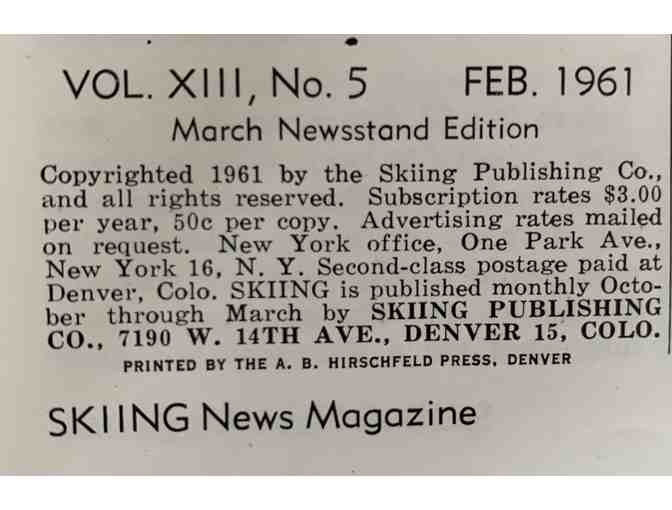 VOL. XIII, No. 5 FEB. 1961
March Newsstand Edition
Copyrighted 1961 by the Skiing Publishing Co.,
and all rights reserved. Subscription rates $3.00
per year, 50c per copy. Advertising rates mailed
on request. New York office, One Park Ave.,
New York 16, N. Y. Second-class postage paid at
Denver, Colo. SKIING is published monthly Octo-
ber through March by SKIING PUBLISHING
CO., 7190 W. 14TH AVE., DENVER 15, COLO.
PRINTED BY THE A. B. HIRSCHFELD PRESS, DENVER
SKIING News Magazine